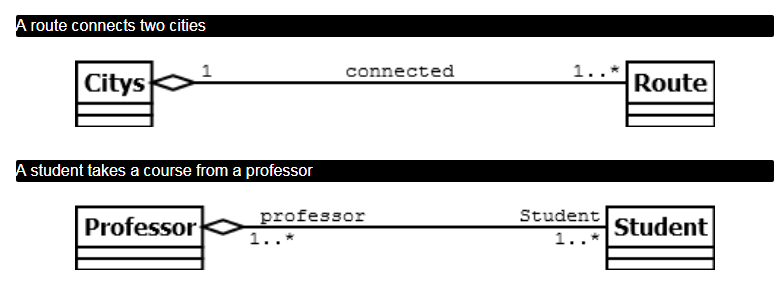 A route connects two cities
Citys 1 connected 1..* Route
A student takes a course from a professor
Professor professor Student Student
1..* 1..*